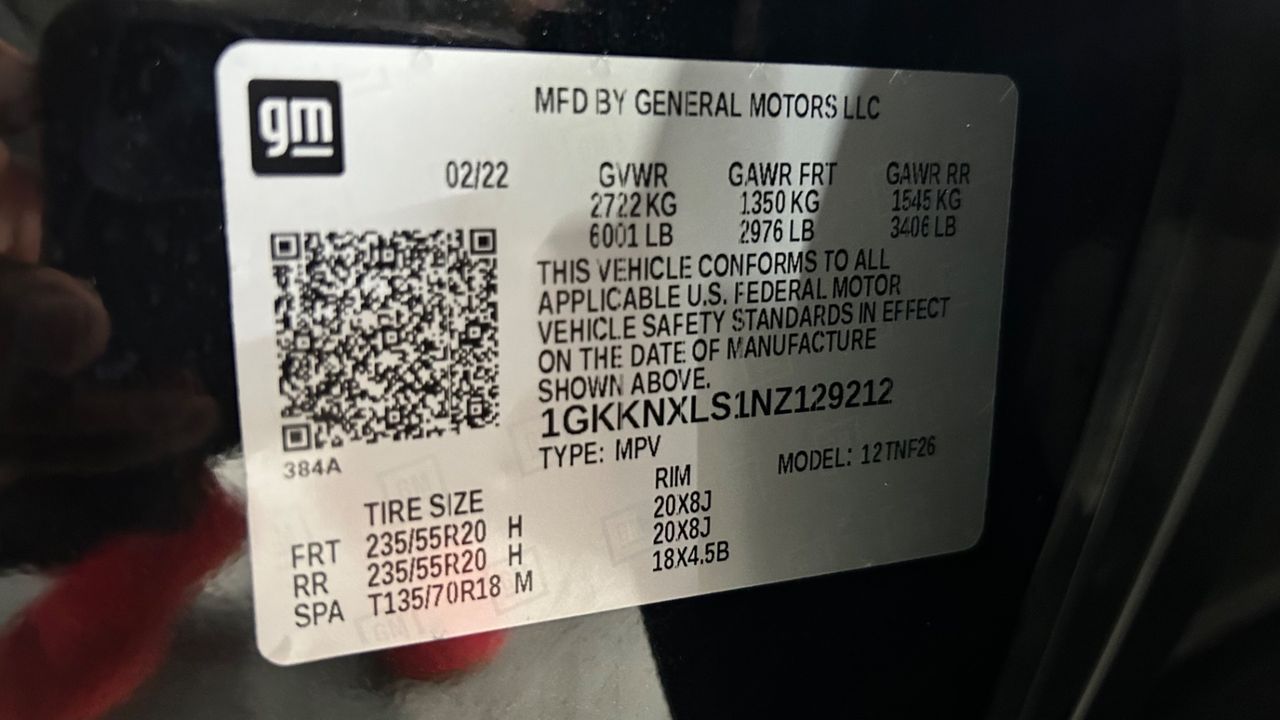 gm
MFD BY GENERAL MOTORS LLC
02/22 GVWR GAWR FRT GAWR RR
2722 KG 1350 KG 1545 KG
6001 LB 2976 LB 3406 LB
THIS VEHICLE CONFORMS TO ALL
APPLICABLE U.S. FEDERAL MOTOR
VEHICLE SAFETY STANDARDS IN EFFECT
ON THE DATE OF MANUFACTURE
SHOWN ABOVE.
1GKKNXLS1NZ129212
384A
TYPE: MPV MODEL: 12TNF26
TIRE SIZE RIM
FRT 235/55R20 H 20X8J
RR 235/55R20 H 20X8J
SPA T135/70R18 M 18X4.5B